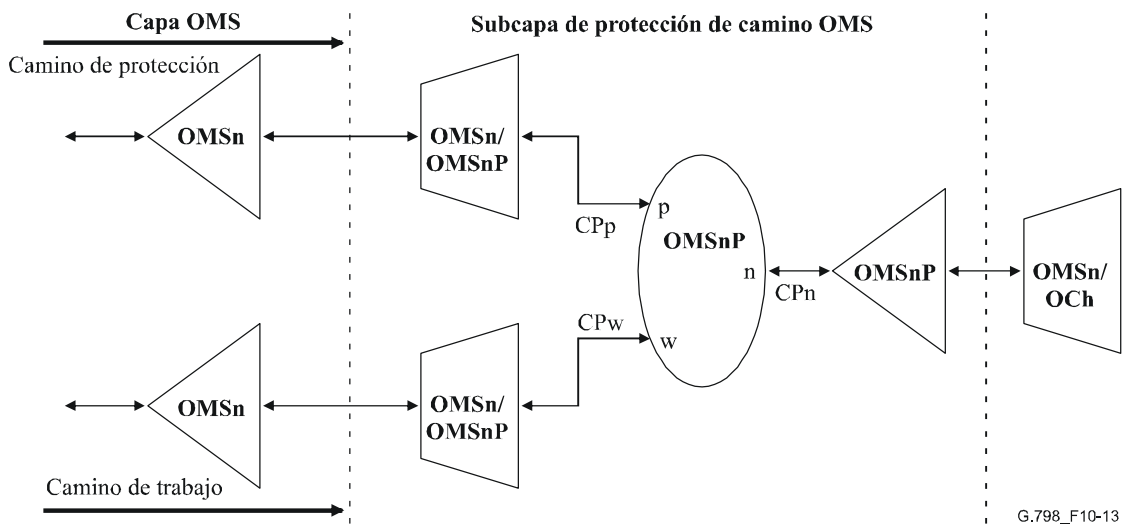 Capa OMS
Subcapa de protección de camino OMS
Camino de protección
OMSn
OMSn/
OMSnP
CPp
p
OMSnP
n
CPn
OMSnP
OMSn/
OCh
CPw
w
OMSn
OMSn/
OMSnP
Camino de trabajo
G.798_F10-13